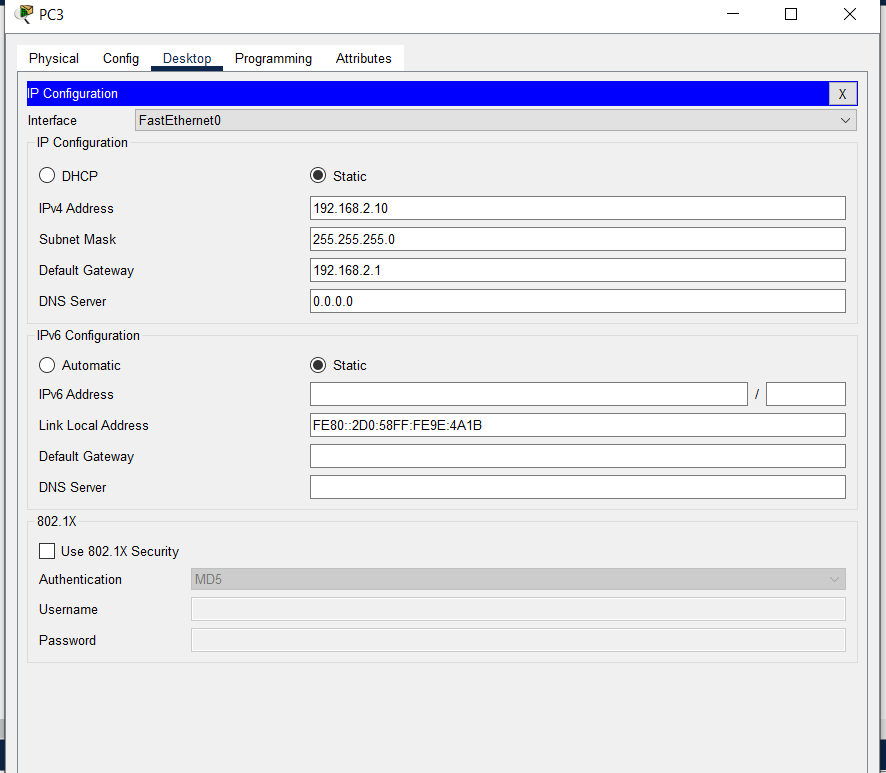 PC3
Physical Config Desktop Programming Attributes
IP Configuration X
Interface FastEthernet0
IP Configuration
DHCP Static
IPv4 Address 192.168.2.10
Subnet Mask 255.255.255.0
Default Gateway 192.168.2.1
DNS Server 0.0.0.0
IPv6 Configuration
Automatic Static
IPv6 Address /
Link Local Address FE80::2D0:58FF:FE9E:4A1B
Default Gateway
DNS Server
802.1X
Use 802.1X Security
Authentication MD5
Username
Password